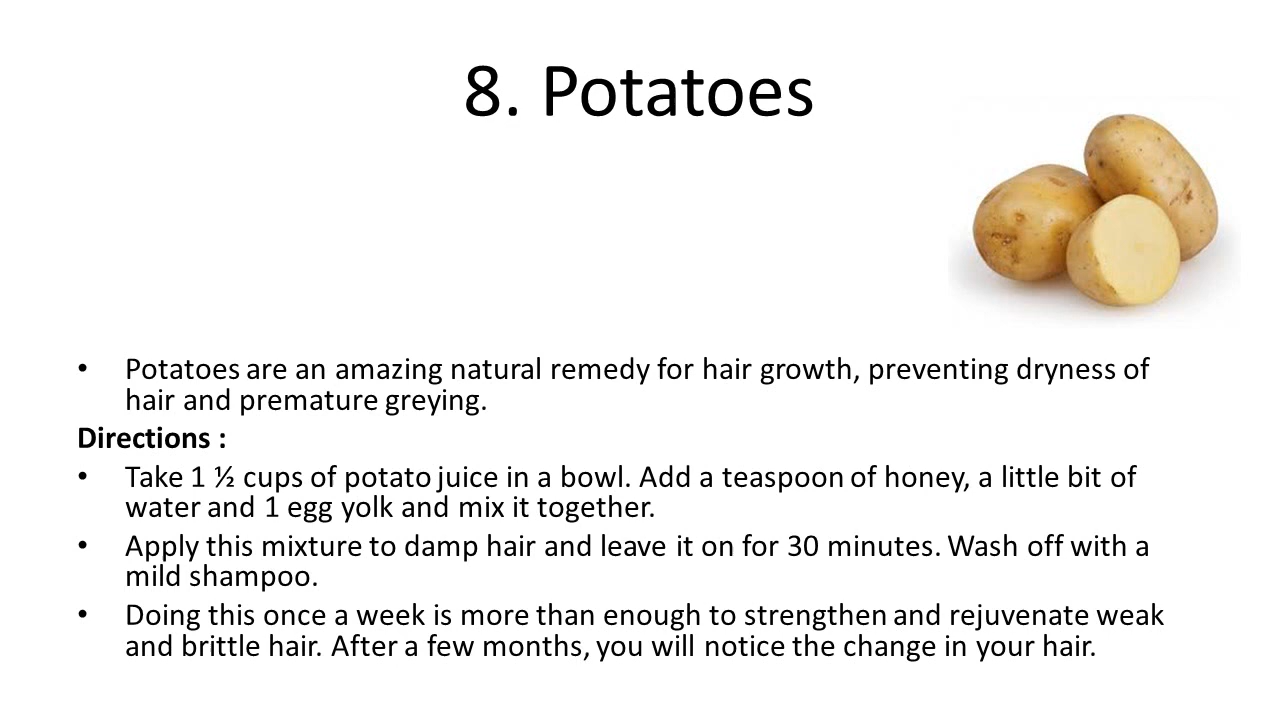 8. Potatoes
• Potatoes are an amazing natural remedy for hair growth, preventing dryness of
hair and premature greying.
Directions :
• Take 1 ½ cups of potato juice in a bowl. Add a teaspoon of honey, a little bit of
water and 1 egg yolk and mix it together.
• Apply this mixture to damp hair and leave it on for 30 minutes. Wash off with a
mild shampoo.
• Doing this once a week is more than enough to strengthen and rejuvenate weak
and brittle hair. After a few months, you will notice the change in your hair.